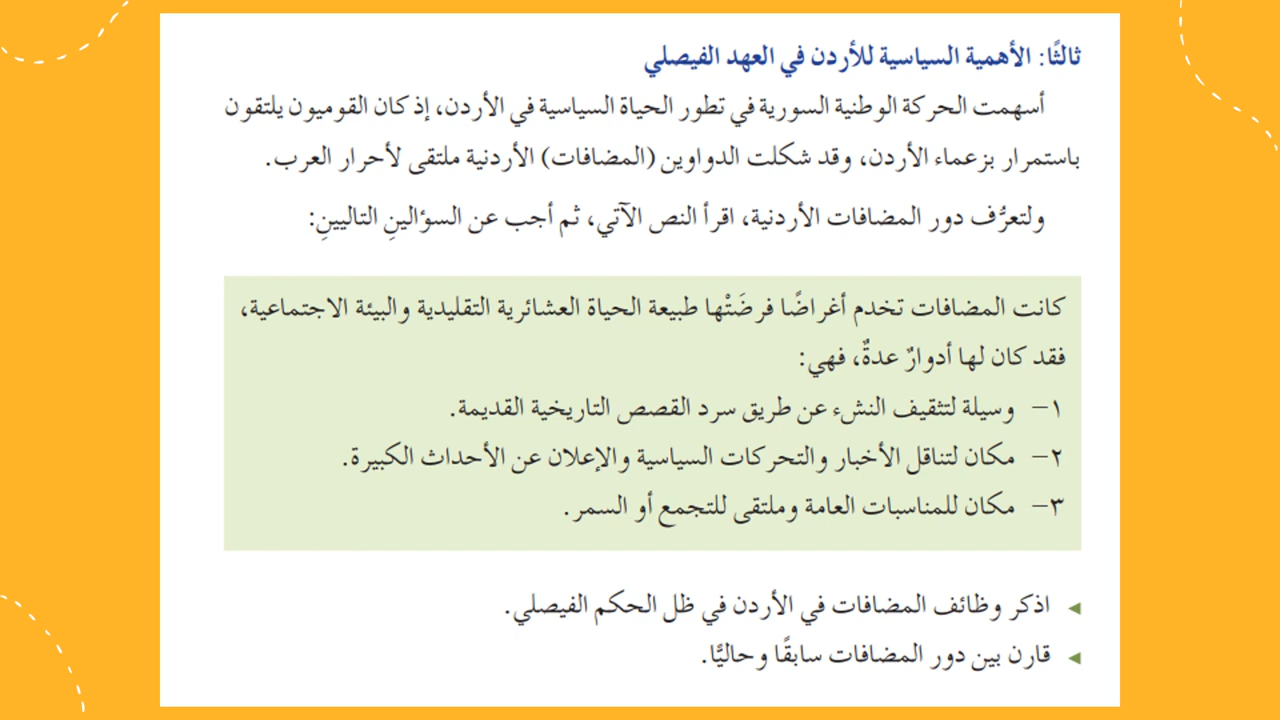 ثالثًا: الأهمية السياسية للأردن في العهد الفيصلي
أسهمت الحركة الوطنية السورية في تطور الحياة السياسية في الأردن، إذ كان القوميون يلتقون
باستمرار بزعماء الأردن، وقد شكلت الدواوين (المضافات) الأردنية ملتقى لأحرار العرب.
ولتعرُّف دور المضافات الأردنية، اقرأ النص الآتي، ثم أجب عن السؤالينِ التاليينِ:
كانت المضافات تخدم أغراضًا فرضَتْها طبيعة الحياة العشائرية التقليدية والبيئة الاجتماعية،
فقد كان لها أدوارٌ عدةٌ، فهي:
١– وسيلة لتثقيف النشء عن طريق سرد القصص التاريخية القديمة.
٢– مكان لتناقل الأخبار والتحركات السياسية والإعلان عن الأحداث الكبيرة.
٣– مكان للمناسبات العامة وملتقى للتجمع أو السمر.
◄ اذكر وظائف المضافات في الأردن في ظل الحكم الفيصلي.
◄ قارن بين دور المضافات سابقًا وحاليًّا.